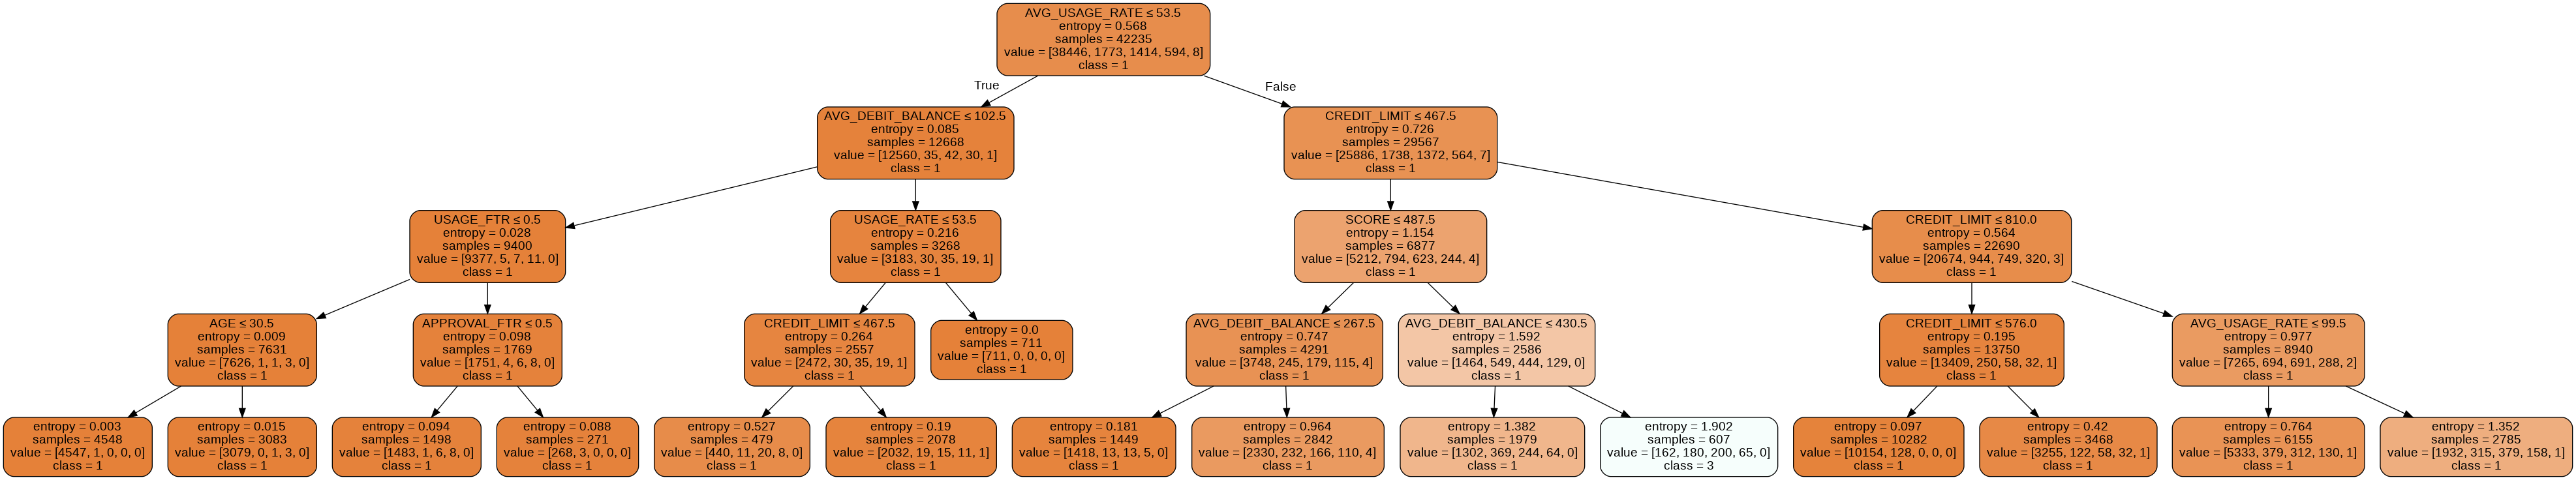 AVG_USAGE_RATE ≤ 53.5
entropy = 0.568
samples = 42235
value = [38446, 1773, 1414, 594, 8]
class = 1
True
False
AVG_DEBIT_BALANCE ≤ 102.5
entropy = 0.085
samples = 12668
value = [12560, 35, 42, 30, 1]
class = 1
CREDIT_LIMIT ≤ 467.5
entropy = 0.726
samples = 29567
value = [25886, 1738, 1372, 564, 7]
class = 1
USAGE_FTR ≤ 0.5
entropy = 0.028
samples = 9400
value = [9377, 5, 7, 11, 0]
class = 1
USAGE_RATE ≤ 53.5
entropy = 0.216
samples = 3268
value = [3183, 30, 35, 19, 1]
class = 1
SCORE ≤ 487.5
entropy = 1.154
samples = 6877
value = [5212, 794, 623, 244, 4]
class = 1
CREDIT_LIMIT ≤ 810.0
entropy = 0.564
samples = 22690
value = [20674, 944, 749, 320, 3]
class = 1
AGE ≤ 30.5
entropy = 0.009
samples = 7631
value = [7626, 1, 1, 3, 0]
class = 1
APPROVAL_FTR ≤ 0.5
entropy = 0.098
samples = 1769
value = [1751, 4, 6, 8, 0]
class = 1
CREDIT_LIMIT ≤ 467.5
entropy = 0.264
samples = 2557
value = [2472, 30, 35, 19, 1]
class = 1
entropy = 0.0
samples = 711
value = [711, 0, 0, 0, 0]
class = 1
AVG_DEBIT_BALANCE ≤ 267.5
entropy = 0.747
samples = 4291
value = [3748, 245, 179, 115, 4]
class = 1
AVG_DEBIT_BALANCE ≤ 430.5
entropy = 1.592
samples = 2586
value = [1464, 549, 444, 129, 0]
class = 1
CREDIT_LIMIT ≤ 576.0
entropy = 0.195
samples = 13750
value = [13409, 250, 58, 32, 1]
class = 1
AVG_USAGE_RATE ≤ 99.5
entropy = 0.977
samples = 8940
value = [7265, 694, 691, 288, 2]
class = 1
entropy = 0.003
samples = 4548
value = [4547, 1, 0, 0, 0]
class = 1
entropy = 0.015
samples = 3083
value = [3079, 0, 1, 3, 0]
class = 1
entropy = 0.094
samples = 1498
value = [1483, 1, 6, 8, 0]
class = 1
entropy = 0.088
samples = 271
value = [268, 3, 0, 0, 0]
class = 1
entropy = 0.527
samples = 479
value = [440, 11, 20, 8, 0]
class = 1
entropy = 0.19
samples = 2078
value = [2032, 19, 15, 11, 1]
class = 1
entropy = 0.181
samples = 1449
value = [1418, 13, 13, 5, 0]
class = 1
entropy = 0.964
samples = 2842
value = [2330, 232, 166, 110, 4]
class = 1
entropy = 1.382
samples = 1979
value = [1302, 369, 244, 64, 0]
class = 1
entropy = 1.902
samples = 607
value = [162, 180, 200, 65, 0]
class = 3
entropy = 0.097
samples = 10282
value = [10154, 128, 0, 0, 0]
class = 1
entropy = 0.42
samples = 3468
value = [3255, 122, 58, 32, 1]
class = 1
entropy = 0.764
samples = 6155
value = [5333, 379, 312, 130, 1]
class = 1
entropy = 1.352
samples = 2785
value = [1932, 315, 379, 158, 1]
class = 1